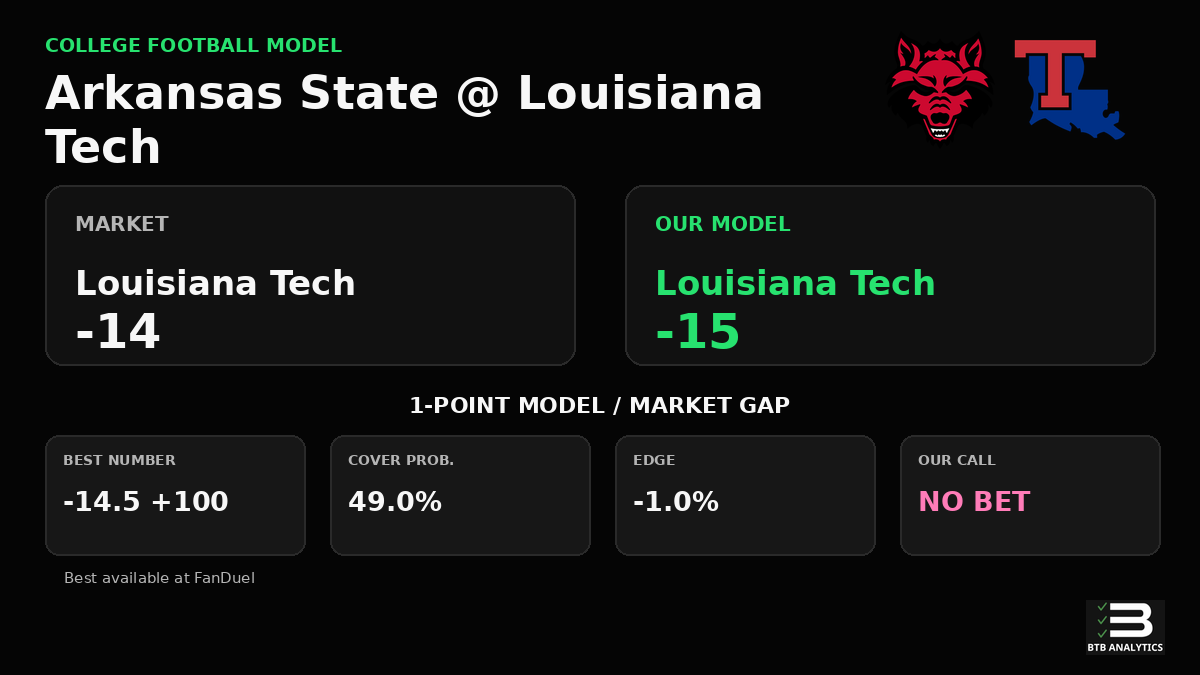 COLLEGE FOOTBALL MODEL
Arkansas State @ Louisiana
Tech
MARKET
Louisiana Tech
-14
OUR MODEL
Louisiana Tech
-15
1-POINT MODEL / MARKET GAP
BEST NUMBER
-14.5 +100
COVER PROB.
49.0%
EDGE
-1.0%
OUR CALL
NO BET
Best available at FanDuel
BTB ANALYTICS